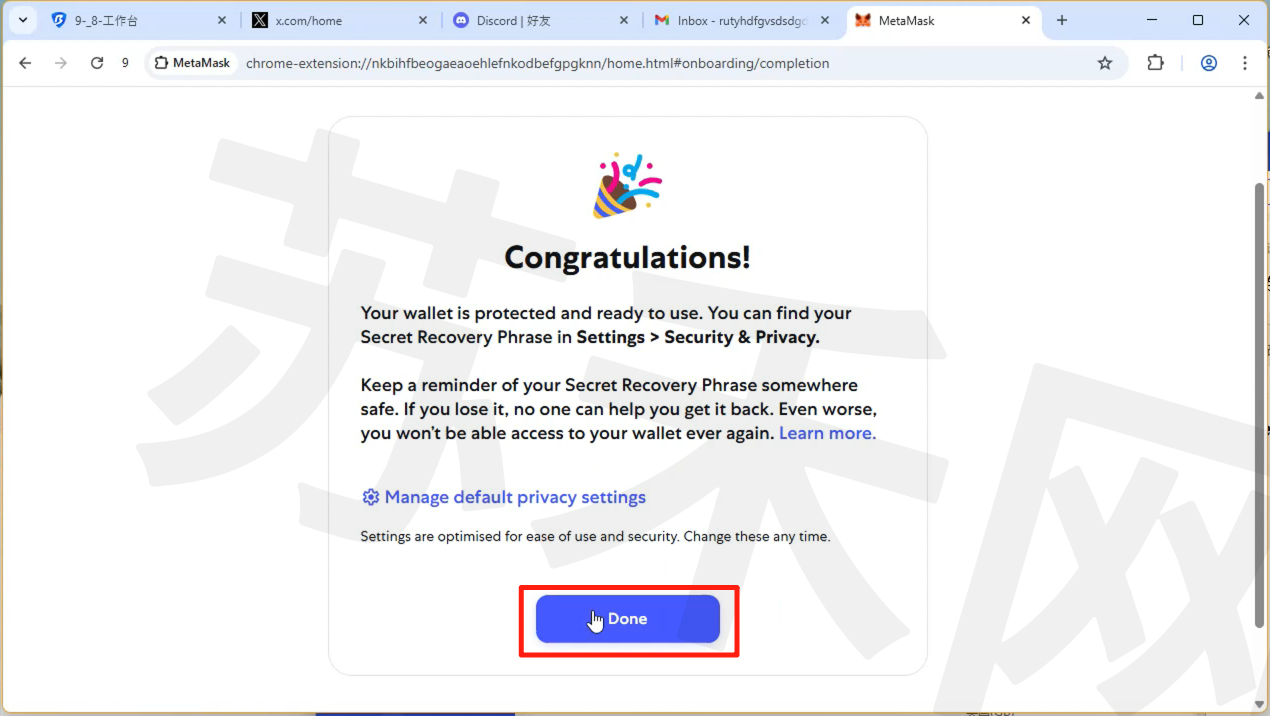 9-_8-工作台
x.com/home
Discord | 好友
Inbox - rutyhdfgvsdsdgd
MetaMask
9
MetaMask
chrome-extension://nkbihfbeogaeaoehlefnkodbefgpgknn/home.html#onboarding/completion
Congratulations!
Your wallet is protected and ready to use. You can find your
Secret Recovery Phrase in Settings > Security & Privacy.
Keep a reminder of your Secret Recovery Phrase somewhere
safe. If you lose it, no one can help you get it back. Even worse,
you won't be able access to your wallet ever again. Learn more.
Manage default privacy settings
Settings are optimised for ease of use and security. Change these any time.
Done
苏禾网